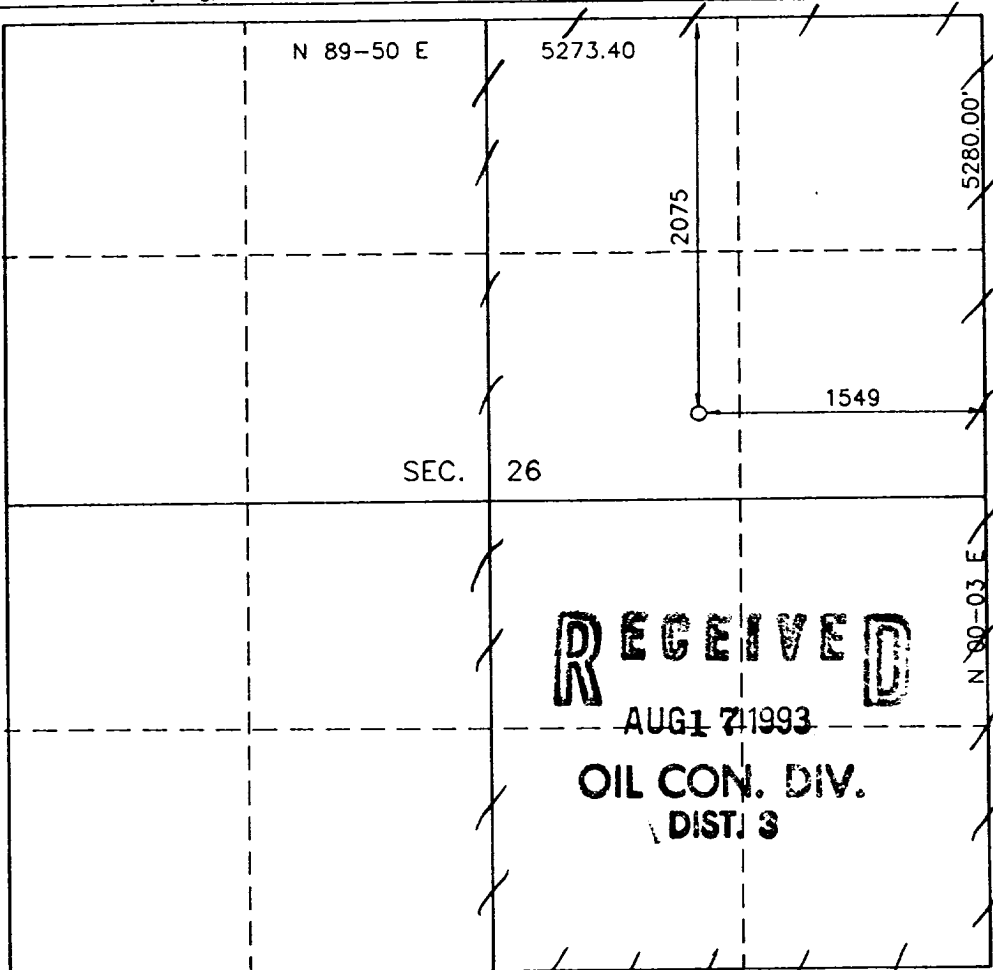 N 89-50 E 5273.40
5280.00'
2075
1549
SEC. 26
N 00-03 E
RECEIVED
AUG 17 1993
OIL CON. DIV.
DIST. 3